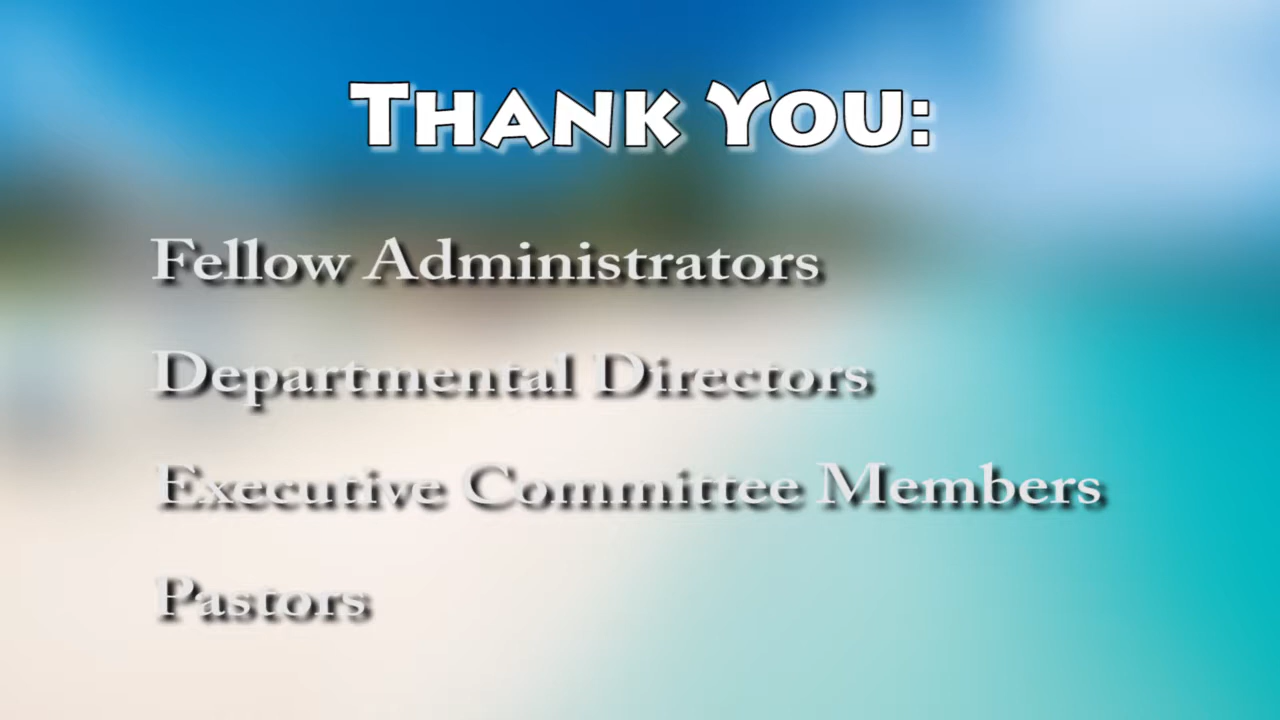 Thank You:
Fellow Administrators
Departmental Directors
Executive Committee Members
Pastors